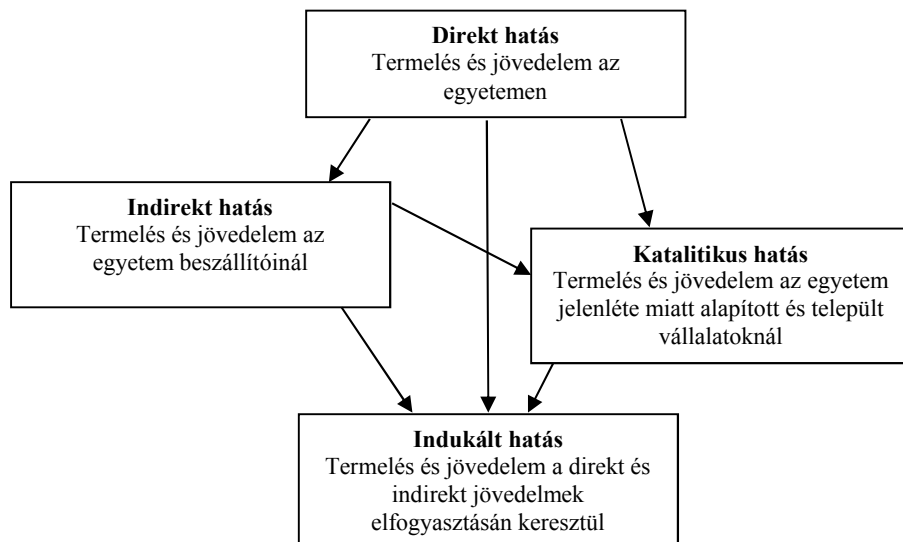 Direkt hatás
Termelés és jövedelem az
egyetemen
Indirekt hatás
Termelés és jövedelem az
egyetem beszállítóinál
Katalitikus hatás
Termelés és jövedelem az egyetem
jelenléte miatt alapított és települt
vállalatoknál
Indukált hatás
Termelés és jövedelem a direkt és
indirekt jövedelmek
elfogyasztásán keresztül